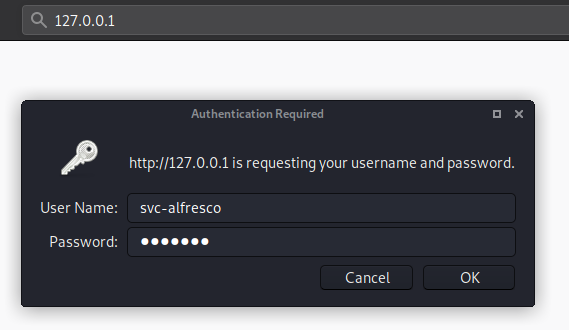 127.0.0.1
Authentication Required
http://127.0.0.1 is requesting your username and password.
User Name: svc-alfresco
Password: ●●●●●●●
Cancel OK